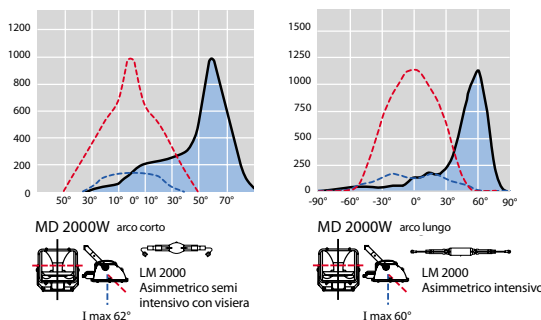 1200
1000
800
600
400
200
0
50° 30° 10° 0° 10° 30° 50° 70°
MD 2000W arco corto
LM 2000
Asimmetrico semi
intensivo con visiera
I max 62°
1500
1250
1000
750
500
250
0
-90° -60° -30° 0° 30° 60° 90°
MD 2000W arco lungo
LM 2000
Asimmetrico intensivo
I max 60°